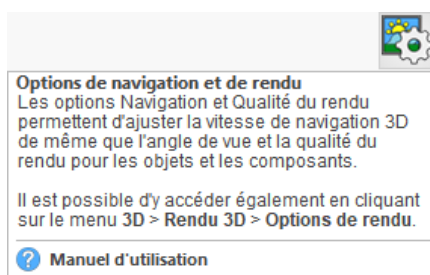 Options de navigation et de rendu
Les options Navigation et Qualité du rendu
permettent d'ajuster la vitesse de navigation 3D
de même que l'angle de vue et la qualité du
rendu pour les objets et les composants.
Il est possible d'y accéder également en cliquant
sur le menu 3D > Rendu 3D > Options de rendu.
? Manuel d'utilisation